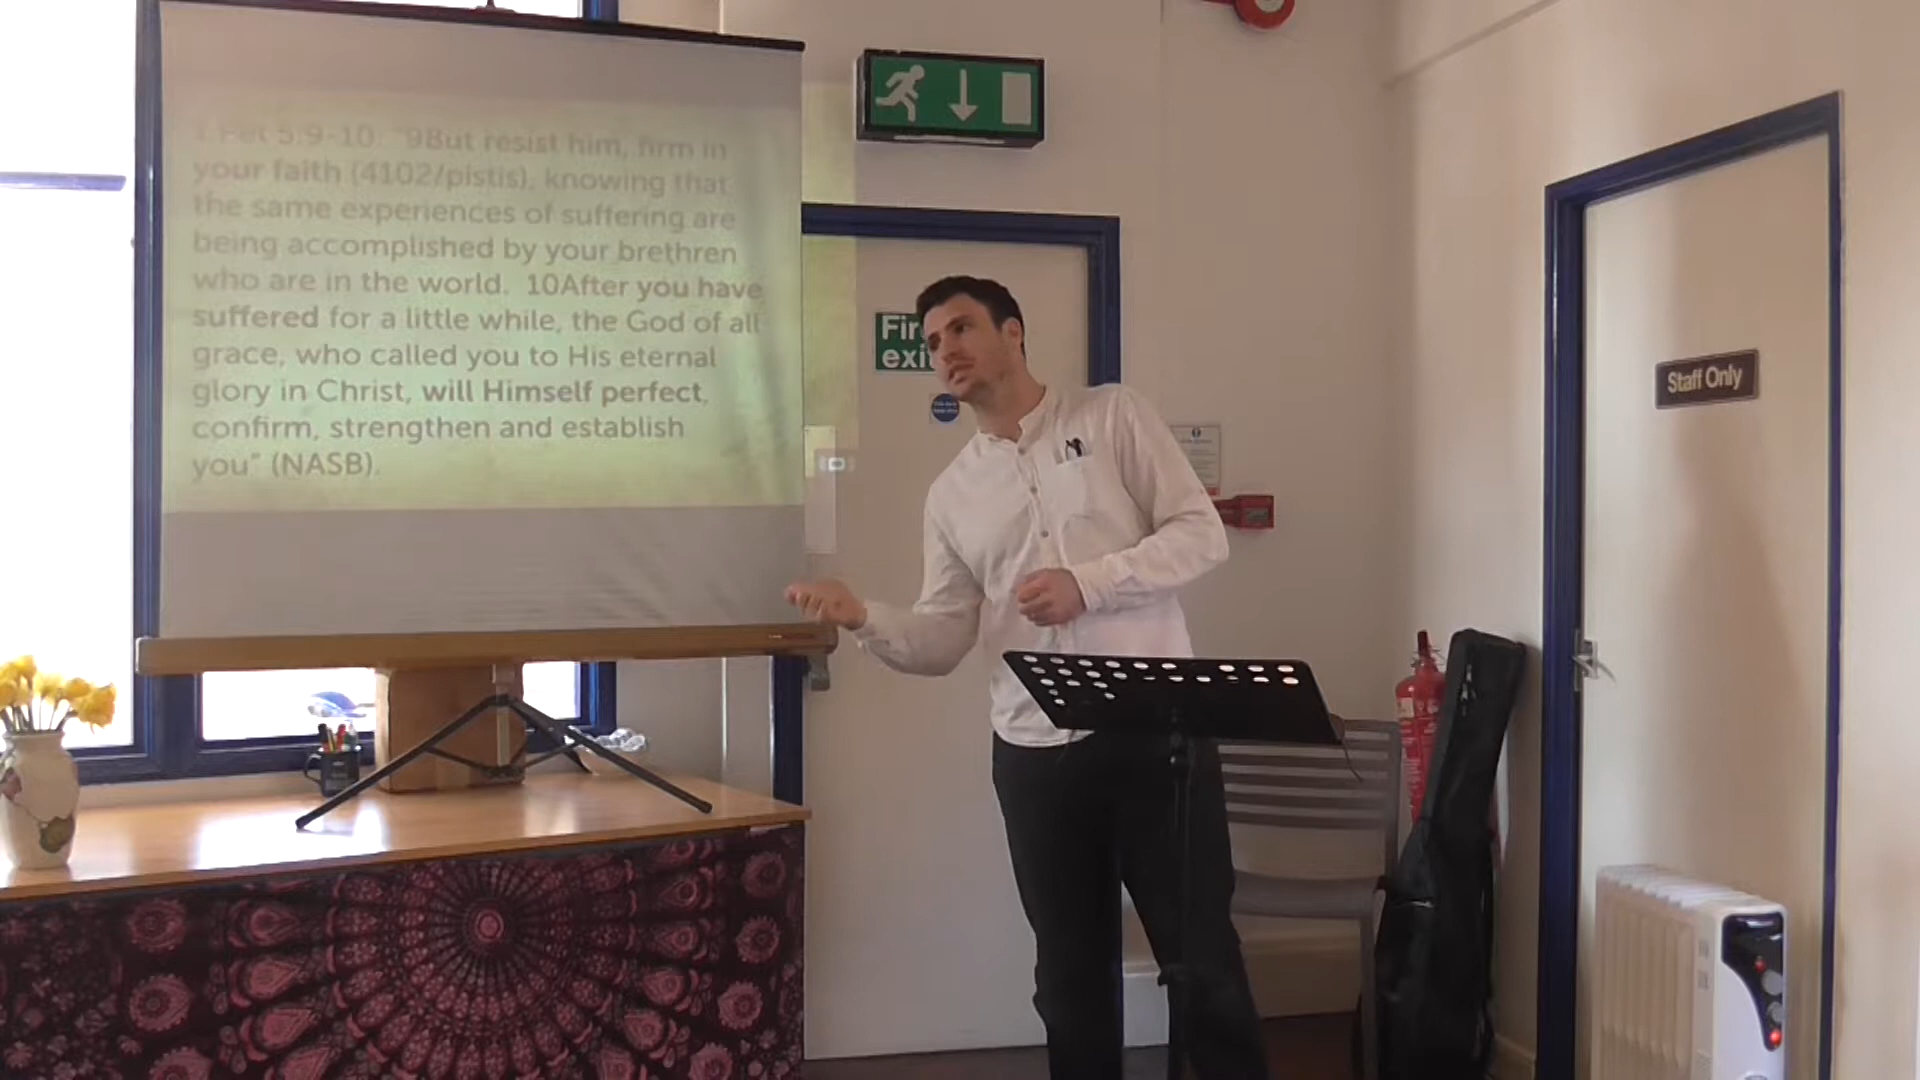 1 Pet 5:9-10: "9But resist him, firm in
your faith (4102/pistis), knowing that
the same experiences of suffering are
being accomplished by your brethren
who are in the world. 10After you have
suffered for a little while, the God of all
grace, who called you to His eternal
glory in Christ, will Himself perfect,
confirm, strengthen and establish
you" (NASB).
Fir
exi
Staff Only